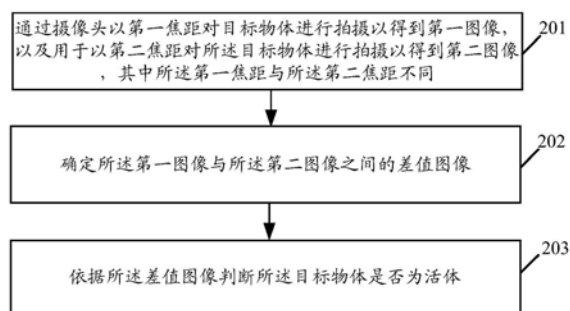 通过摄像头以第一焦距对目标物体进行拍摄以得到第一图像,
以及用于以第二焦距对所述目标物体进行拍摄以得到第二图像
，其中所述第一焦距与所述第二焦距不同
201
确定所述第一图像与所述第二图像之间的差值图像
202
依据所述差值图像判断所述目标物体是否为活体
203